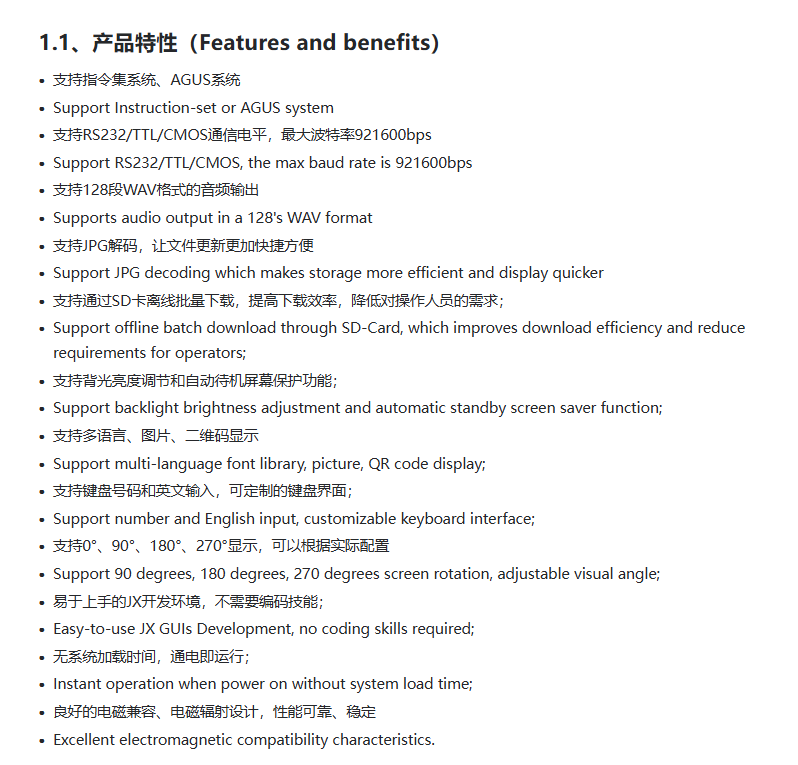 1.1、产品特性（Features and benefits）
• 支持指令集系统、AGUS系统
• Support Instruction-set or AGUS system
• 支持RS232/TTL/CMOS通信电平，最大波特率921600bps
• Support RS232/TTL/CMOS, the max baud rate is 921600bps
• 支持128段WAV格式的音频输出
• Supports audio output in a 128's WAV format
• 支持JPG解码，让文件更新更加快捷方便
• Support JPG decoding which makes storage more efficient and display quicker
• 支持通过SD卡离线批量下载，提高下载效率，降低对操作人员的需求；
• Support offline batch download through SD-Card, which improves download efficiency and reduce
requirements for operators;
• 支持背光亮度调节和自动待机屏幕保护功能；
• Support backlight brightness adjustment and automatic standby screen saver function;
• 支持多语言、图片、二维码显示
• Support multi-language font library, picture, QR code display;
• 支持键盘号码和英文输入，可定制的键盘界面；
• Support number and English input, customizable keyboard interface;
• 支持0°、90°、180°、270°显示，可以根据实际配置
• Support 90 degrees, 180 degrees, 270 degrees screen rotation, adjustable visual angle;
• 易于上手的JX开发环境，不需要编码技能；
• Easy-to-use JX GUIs Development, no coding skills required;
• 无系统加载时间，通电即运行；
• Instant operation when power on without system load time;
• 良好的电磁兼容、电磁辐射设计，性能可靠、稳定
• Excellent electromagnetic compatibility characteristics.